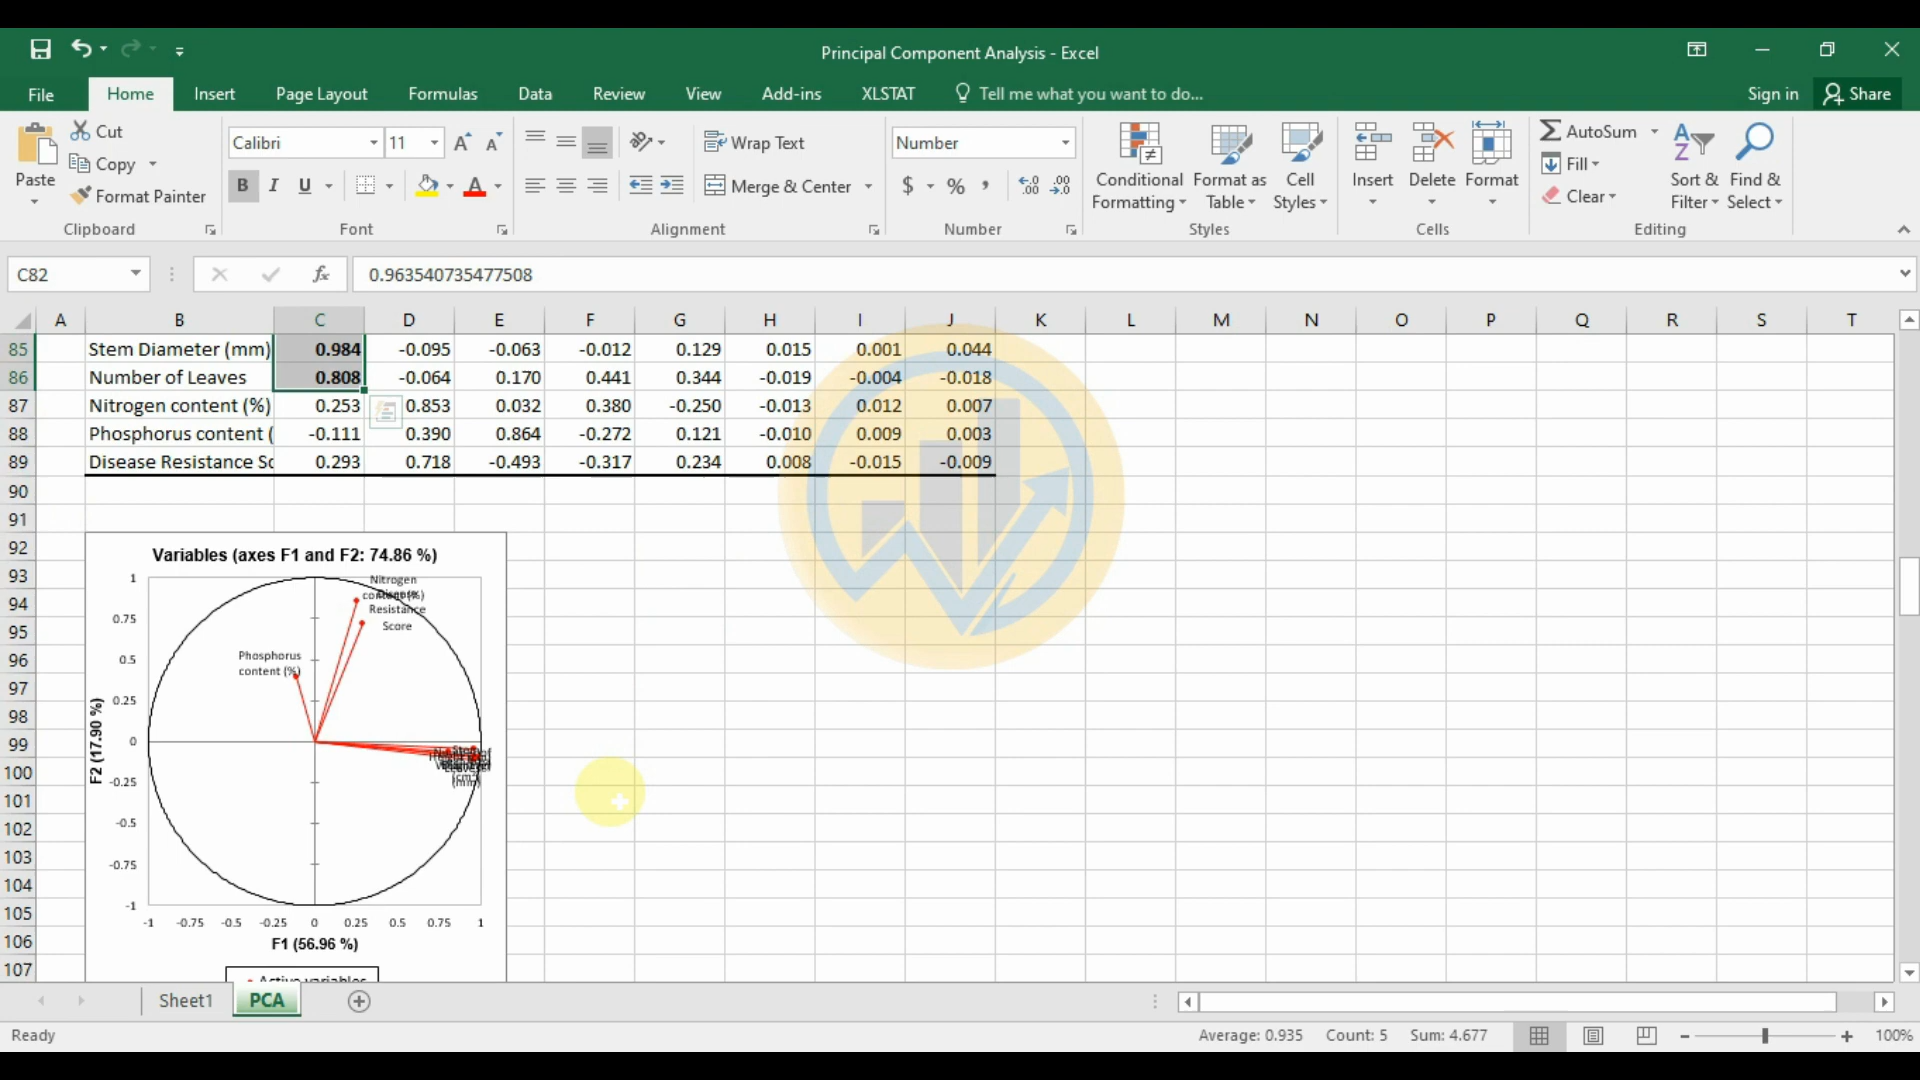 Principal Component Analysis - Excel
File Home Insert Page Layout Formulas Data Review View Add-ins XLSTAT Tell me what you want to do... Sign in Share
Paste Cut Copy Format Painter Clipboard
Calibri 11 B I U Font
Wrap Text Merge & Center Alignment
Number $ % , Number
Conditional Formatting Format as Table Cell Styles Styles
Insert Delete Format Cells
AutoSum Fill Clear Sort & Filter Find & Select Editing
C82 fx 0.963540735477508
A B C D E F G H I J K L M N O P Q R S T
85 Stem Diameter (mm) 0.984 -0.095 -0.063 -0.012 0.129 0.015 0.001 0.044
86 Number of Leaves 0.808 -0.064 0.170 0.441 0.344 -0.019 -0.004 -0.018
87 Nitrogen content (%) 0.253 0.853 0.032 0.380 -0.250 -0.013 0.012 0.007
88 Phosphorus content ( -0.111 0.390 0.864 -0.272 0.121 -0.010 0.009 0.003
89 Disease Resistance Sc 0.293 0.718 -0.493 -0.317 0.234 0.008 -0.015 -0.009
90
91
92
93
94
95
96
97
98
99
100
101
102
103
104
105
106
107
Variables (axes F1 and F2: 74.86 %)
Nitrogen
Resistance
Score
Phosphorus
content (%)
F2 (17.90 %)
1
0.75
0.5
0.25
0
-0.25
-0.5
-0.75
-1
-1 -0.75 -0.5 -0.25 0 0.25 0.5 0.75 1
F1 (56.96 %)
Active variables
Sheet1 PCA
Ready Average: 0.935 Count: 5 Sum: 4.677 100%